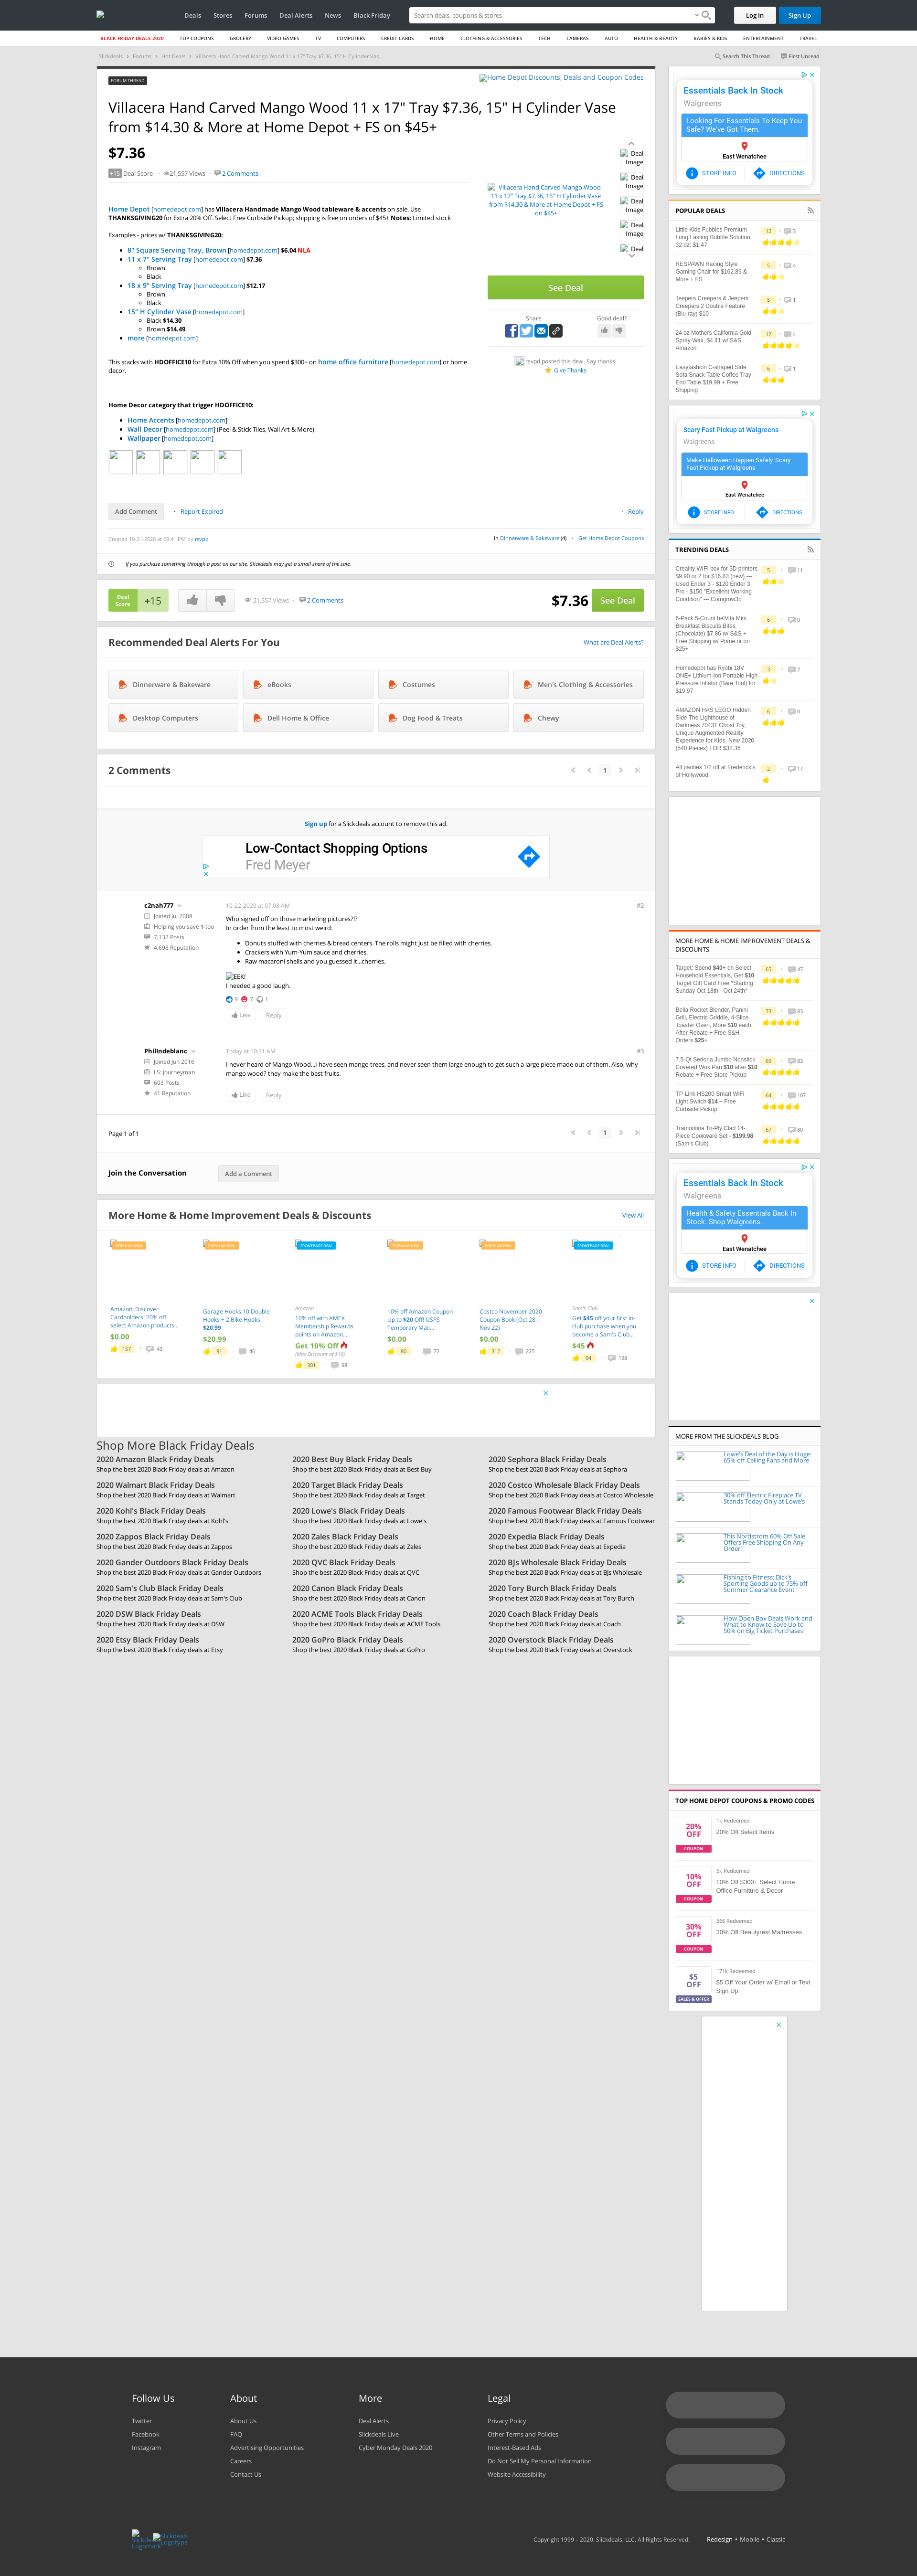 Deals Stores Forums Deal Alerts News Black Friday
Search deals, coupons & stores
Log In
Sign Up
BLACK FRIDAY DEALS 2020 TOP COUPONS GROCERY VIDEO GAMES TV COMPUTERS CREDIT CARDS HOME CLOTHING & ACCESSORIES TECH CAMERAS AUTO HEALTH & BEAUTY BABIES & KIDS ENTERTAINMENT TRAVEL
Slickdeals > Forums > Hot Deals > Villacera Hand Carved Mango Wood 11 x 17" Tray $7.36, 15" H Cylinder Vas...
Search This Thread First Unread
FORUM THREAD
Home Depot Discounts, Deals and Coupon Codes
Villacera Hand Carved Mango Wood 11 x 17" Tray $7.36, 15" H Cylinder Vase
from $14.30 & More at Home Depot + FS on $45+
$7.36
+15 Deal Score · 21,557 Views · 2 Comments
Home Depot [homedepot.com] has Villacera Handmade Mango Wood tableware & accents on sale. Use
THANKSGIVING20 for Extra 20% Off. Select Free Curbside Pickup; shipping is free on orders of $45+ Notes: Limited stock
Examples - prices w/ THANKSGIVING20:
8" Square Serving Tray, Brown [homedepot.com] $6.04 NLA
11 x 7" Serving Tray [homedepot.com] $7.36
Brown
Black
18 x 9" Serving Tray [homedepot.com] $12.17
Brown
Black
15" H Cylinder Vase [homedepot.com]
Black $14.30
Brown $14.49
more [homedepot.com]
This stacks with HDOFFICE10 for Extra 10% Off when you spend $300+ on home office furniture [homedepot.com] or home
decor.
Home Decor category that trigger HDOFFICE10:
Home Accents [homedepot.com]
Wall Decor [homedepot.com] (Peel & Stick Tiles, Wall Art & More)
Wallpaper [homedepot.com]
Villacera Hand Carved Mango Wood
11 x 17" Tray $7.36, 15" H Cylinder Vase
from $14.30 & More at Home Depot + FS
on $45+
Deal
Image
Deal
Image
Deal
Image
Deal
Image
Deal
See Deal
Share
Good deal?
rsvpd posted this deal. Say thanks!
Give Thanks
Add Comment · Report Expired
· Reply
Created 10-21-2020 at 09:41 PM by rsvpd
in Dinnerware & Bakeware (4) · Get Home Depot Coupons
If you purchase something through a post on our site, Slickdeals may get a small share of the sale.
Deal
Score
+15
21,557 Views · 2 Comments
$7.36
See Deal
Recommended Deal Alerts For You
What are Deal Alerts?
Dinnerware & Bakeware
eBooks
Costumes
Men's Clothing & Accessories
Desktop Computers
Dell Home & Office
Dog Food & Treats
Chewy
2 Comments
1
Sign up for a Slickdeals account to remove this ad.
Low-Contact Shopping Options
Fred Meyer
c2nah777
Joined Jul 2008
Helping you save $ too
7,132 Posts
4,698 Reputation
10-22-2020 at 07:03 AM
#2
Who signed off on those marketing pictures?!?
In order from the least to most weird:
Donuts stuffed with cherries & bread centers. The rolls might just be filled with cherries.
Crackers with Yum-Yum sauce and cherries.
Raw macaroni shells and you guessed it...cherries.
EEK!
I needed a good laugh.
9 7 1
Like
Reply
PhilIndeblanc
Joined Jun 2016
L5: Journeyman
603 Posts
41 Reputation
Today at 10:31 AM
#3
I never heard of Mango Wood...I have seen mango trees, and never seen them large enough to get such a large piece made out of them. Also, why
mango wood? they make the best fruits.
Like
Reply
Page 1 of 1
1
Join the Conversation
Add a Comment
More Home & Home Improvement Deals & Discounts
View All
POPULAR DEAL
Amazon: Discover
Cardholders: 20% off
select Amazon products...
$0.00
157 · 43
POPULAR DEAL
Garage Hooks,10 Double
Hooks + 2 Bike Hooks
$20.99
$20.99
91 · 46
FRONTPAGE DEAL
Amazon
10% off with AMEX
Membership Rewards
points on Amazon....
Get 10% Off
(Max Discount of $10)
301 · 98
POPULAR DEAL
10% off Amazon Coupon
Up to $20 Off! USPS
Temporary Mail...
$0.00
80 · 72
POPULAR DEAL
Costco November 2020
Coupon Book (Oct 28 -
Nov 22)
$0.00
312 · 225
FRONTPAGE DEAL
Sam's Club
Get $45 off your first in-
club purchase when you
become a Sam's Club...
$45
94 · 198
Shop More Black Friday Deals
2020 Amazon Black Friday Deals
Shop the best 2020 Black Friday deals at Amazon
2020 Best Buy Black Friday Deals
Shop the best 2020 Black Friday deals at Best Buy
2020 Sephora Black Friday Deals
Shop the best 2020 Black Friday deals at Sephora
2020 Walmart Black Friday Deals
Shop the best 2020 Black Friday deals at Walmart
2020 Target Black Friday Deals
Shop the best 2020 Black Friday deals at Target
2020 Costco Wholesale Black Friday Deals
Shop the best 2020 Black Friday deals at Costco Wholesale
2020 Kohl's Black Friday Deals
Shop the best 2020 Black Friday deals at Kohl's
2020 Lowe's Black Friday Deals
Shop the best 2020 Black Friday deals at Lowe's
2020 Famous Footwear Black Friday Deals
Shop the best 2020 Black Friday deals at Famous Footwear
2020 Zappos Black Friday Deals
Shop the best 2020 Black Friday deals at Zappos
2020 Zales Black Friday Deals
Shop the best 2020 Black Friday deals at Zales
2020 Expedia Black Friday Deals
Shop the best 2020 Black Friday deals at Expedia
2020 Gander Outdoors Black Friday Deals
Shop the best 2020 Black Friday deals at Gander Outdoors
2020 QVC Black Friday Deals
Shop the best 2020 Black Friday deals at QVC
2020 BJs Wholesale Black Friday Deals
Shop the best 2020 Black Friday deals at BJs Wholesale
2020 Sam's Club Black Friday Deals
Shop the best 2020 Black Friday deals at Sam's Club
2020 Canon Black Friday Deals
Shop the best 2020 Black Friday deals at Canon
2020 Tory Burch Black Friday Deals
Shop the best 2020 Black Friday deals at Tory Burch
2020 DSW Black Friday Deals
Shop the best 2020 Black Friday deals at DSW
2020 ACME Tools Black Friday Deals
Shop the best 2020 Black Friday deals at ACME Tools
2020 Coach Black Friday Deals
Shop the best 2020 Black Friday deals at Coach
2020 Etsy Black Friday Deals
Shop the best 2020 Black Friday deals at Etsy
2020 GoPro Black Friday Deals
Shop the best 2020 Black Friday deals at GoPro
2020 Overstock Black Friday Deals
Shop the best 2020 Black Friday deals at Overstock
Essentials Back In Stock
Walgreens
Looking For Essentials To Keep You
Safe? We've Got Them.
East Wenatchee
STORE INFO
DIRECTIONS
POPULAR DEALS
Little Kids Fubbles Premium
Long Lasting Bubble Solution,
32 oz: $1.47
12 · 3
RESPAWN Racing Style
Gaming Chair for $162.89 &
More + FS
5 · 4
Jeepers Creepers & Jeepers
Creepers 2 Double Feature
(Blu-ray) $10
5 · 1
24 oz Mothers California Gold
Spray Wax, $4.41 w/ S&S,
Amazon
12 · 4
Easyfashion C-shaped Side
Sofa Snack Table Coffee Tray
End Table $19.99 + Free
Shipping
6 · 1
Scary Fast Pickup at Walgreens
Walgreens
Make Halloween Happen Safely. Scary
Fast Pickup at Walgreens
East Wenatchee
STORE INFO
DIRECTIONS
TRENDING DEALS
Creality WIFI box for 3D printers
$9.90 or 2 for $16.83 (new) ---
Used Ender 3 - $120 Ender 3
Pro - $150 "Excellent Working
Condition" --- Comgrow3d
5 · 11
6-Pack 5-Count belVita Mini
Breakfast Biscuits Bites
(Chocolate) $7.86 w/ S&S +
Free Shipping w/ Prime or on
$25+
6 · 0
Homedepot has Ryobi 18V
ONE+ Lithium-Ion Portable High
Pressure Inflator (Bare Tool) for
$19.97
3 · 2
AMAZON HAS LEGO Hidden
Side The Lighthouse of
Darkness 70431 Ghost Toy,
Unique Augmented Reality
Experience for Kids, New 2020
(540 Pieces) FOR $32.36
6 · 0
All panties 1/2 off at Frederick's
of Hollywood
2 · 17
MORE HOME & HOME IMPROVEMENT DEALS &
DISCOUNTS
Target: Spend $40+ on Select
Household Essentials, Get $10
Target Gift Card Free *Starting
Sunday Oct 18th - Oct 24th*
65 · 47
Bella Rocket Blender, Panini
Grill, Electric Griddle, 4-Slice
Toaster Oven, More $10 each
After Rebate + Free S&H
Orders $25+
73 · 83
7.5-Qt Sedona Jumbo Nonstick
Covered Wok Pan $10 after $10
Rebate + Free Store Pickup
69 · 83
TP-Link HS200 Smart WiFi
Light Switch $14 + Free
Curbside Pickup
64 · 107
Tramontina Tri-Ply Clad 14-
Piece Cookware Set - $199.98
(Sam's Club)
67 · 80
Essentials Back In Stock
Walgreens
Health & Safety Essentials Back In
Stock. Shop Walgreens.
East Wenatchee
STORE INFO
DIRECTIONS
MORE FROM THE SLICKDEALS BLOG
Lowe's Deal of the Day is Huge:
65% off Ceiling Fans and More
30% off Electric Fireplace TV
Stands Today Only at Lowe's
This Nordstrom 60% Off Sale
Offers Free Shipping On Any
Order!
Fishing to Fitness: Dick's
Sporting Goods up to 75% off
Summer Clearance Event
How Open Box Deals Work and
What to Know to Save Up to
50% on Big Ticket Purchases
TOP HOME DEPOT COUPONS & PROMO CODES
20%
OFF
COUPON
1k Redeemed
20% Off Select Items
10%
OFF
COUPON
5k Redeemed
10% Off $300+ Select Home
Office Furniture & Decor
30%
OFF
COUPON
566 Redeemed
30% Off Beautyrest Mattresses
$5
OFF
SALES & OFFER
171k Redeemed
$5 Off Your Order w/ Email or Text
Sign Up
Follow Us
Twitter
Facebook
Instagram
About
About Us
FAQ
Advertising Opportunities
Careers
Contact Us
More
Deal Alerts
Slickdeals Live
Cyber Monday Deals 2020
Legal
Privacy Policy
Other Terms and Policies
Interest-Based Ads
Do Not Sell My Personal Information
Website Accessibility
Slickdeals
Logomark
Slickdeals
Logotype
Copyright 1999 – 2020. Slickdeals, LLC. All Rights Reserved.
Redesign • Mobile • Classic